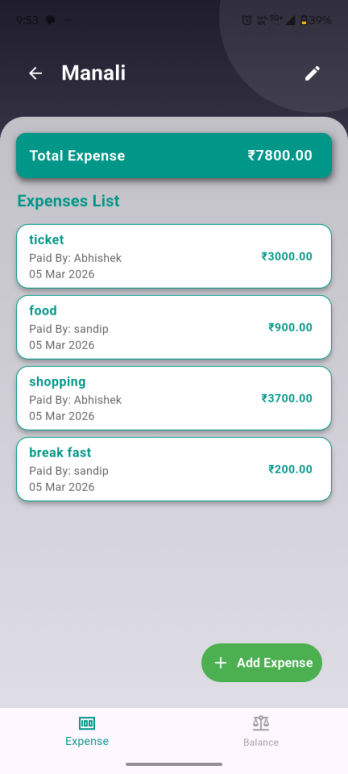 9:53 39%
Manali
Total Expense ₹7800.00
Expenses List
ticket
Paid By: Abhishek ₹3000.00
05 Mar 2026
food
Paid By: sandip ₹900.00
05 Mar 2026
shopping
Paid By: Abhishek ₹3700.00
05 Mar 2026
break fast
Paid By: sandip ₹200.00
05 Mar 2026
+ Add Expense
Expense Balance